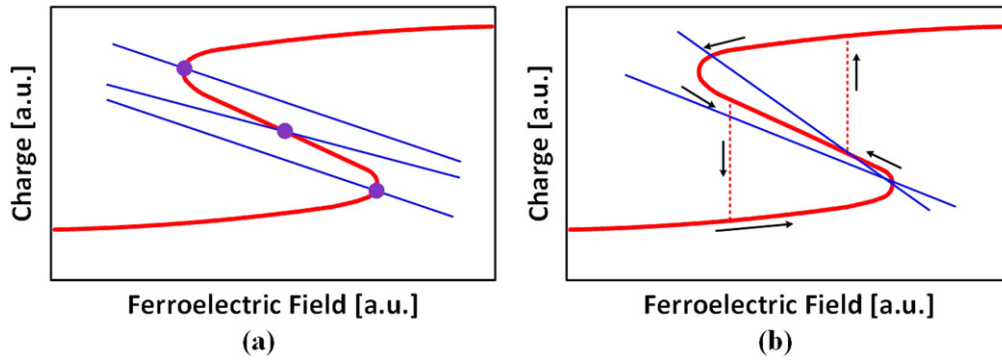 Charge [a.u.]
Ferroelectric Field [a.u.]
(a)
Charge [a.u.]
Ferroelectric Field [a.u.]
(b)